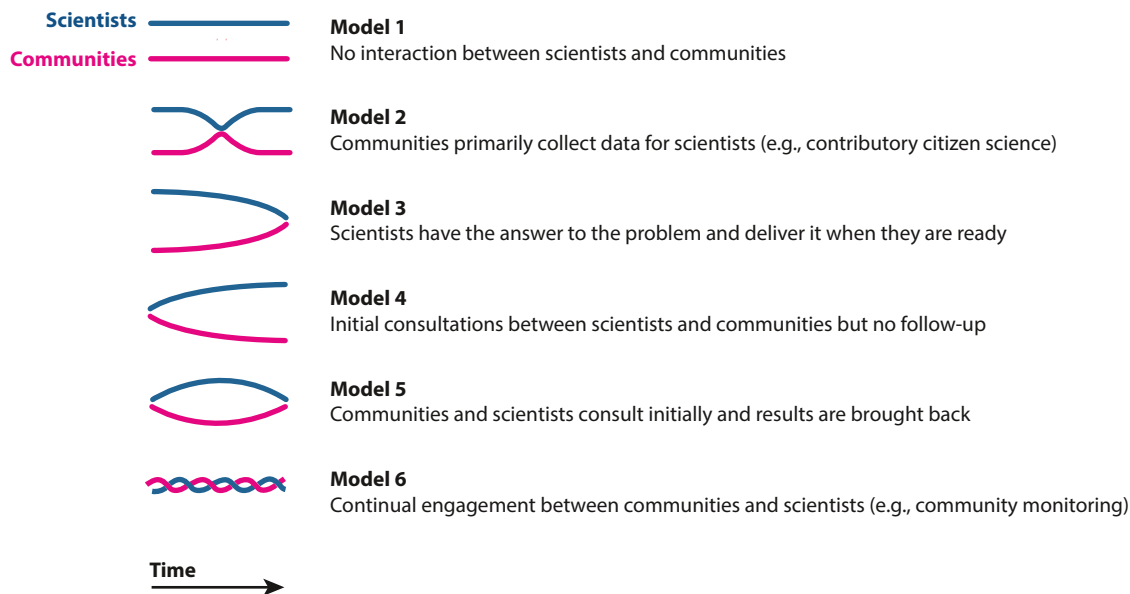 Scientists
Communities
Model 1
No interaction between scientists and communities
Model 2
Communities primarily collect data for scientists (e.g., contributory citizen science)
Model 3
Scientists have the answer to the problem and deliver it when they are ready
Model 4
Initial consultations between scientists and communities but no follow-up
Model 5
Communities and scientists consult initially and results are brought back
Model 6
Continual engagement between communities and scientists (e.g., community monitoring)
Time